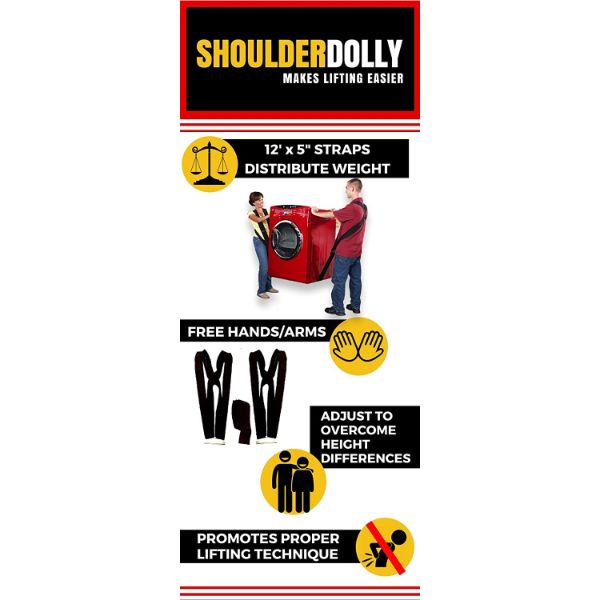 SHOULDERDOLLY
MAKES LIFTING EASIER
12' x 5" STRAPS
DISTRIBUTE WEIGHT
FREE HANDS/ARMS
ADJUST TO
OVERCOME
HEIGHT
DIFFERENCES
PROMOTES PROPER
LIFTING TECHNIQUE